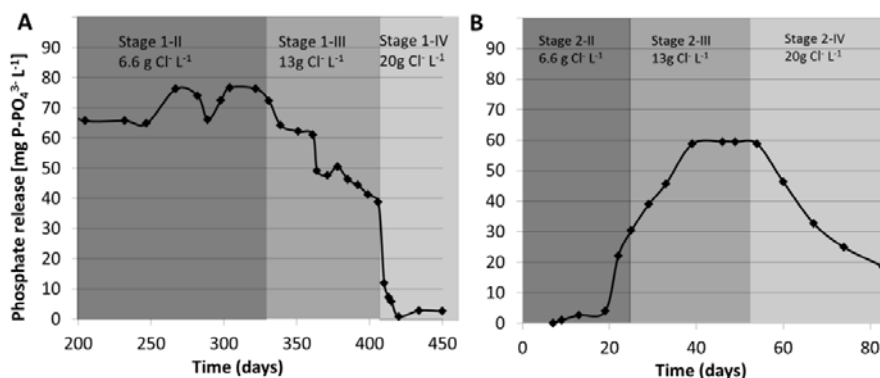 A
Stage 1-II
6.6 g Cl⁻ L⁻¹
Stage 1-III
13g Cl⁻ L⁻¹
Stage 1-IV
20g Cl⁻ L⁻¹
Phosphate release [mg P-PO₄³⁻ L⁻¹]
90
80
70
60
50
40
30
20
10
0
200 250 300 350 400 450
Time (days)
B
Stage 2-II
6.6 g Cl⁻ L⁻¹
Stage 2-III
13g Cl⁻ L⁻¹
Stage 2-IV
20g Cl⁻ L⁻¹
90
80
70
60
50
40
30
20
10
0
0 20 40 60 80
Time (days)